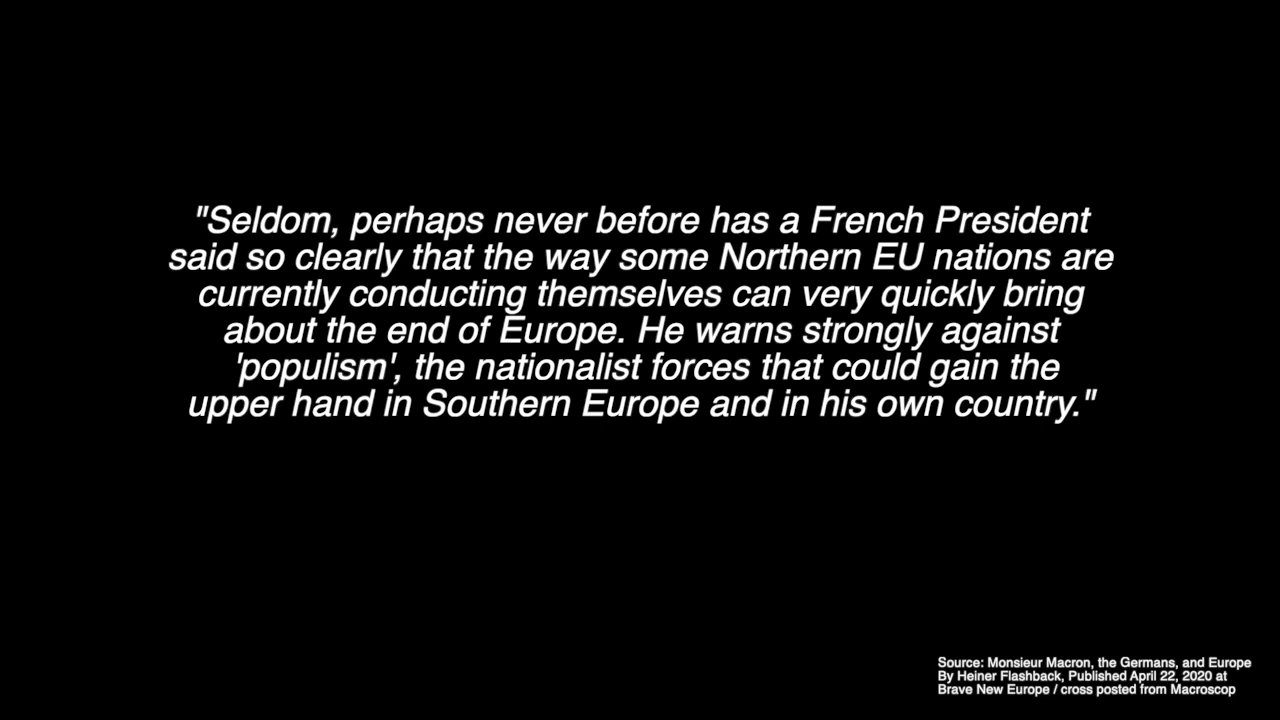 "Seldom, perhaps never before has a French President
said so clearly that the way some Northern EU nations are
currently conducting themselves can very quickly bring
about the end of Europe. He warns strongly against
'populism', the nationalist forces that could gain the
upper hand in Southern Europe and in his own country."
Source: Monsieur Macron, the Germans, and Europe
By Heiner Flashback, Published April 22, 2020 at
Brave New Europe / cross posted from Macroscop